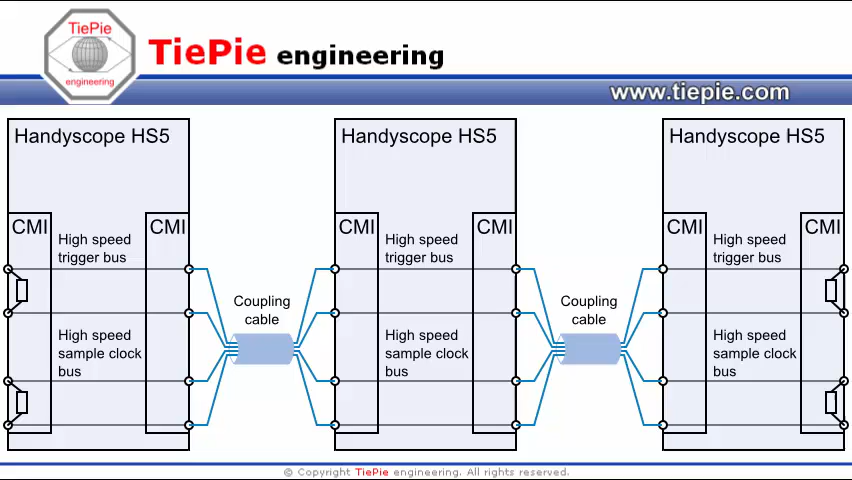 TiePie
engineering
TiePie engineering
www.tiepie.com
Handyscope HS5
CMI
CMI
High speed
trigger bus
High speed
sample clock
bus
Coupling
cable
Handyscope HS5
CMI
CMI
High speed
trigger bus
High speed
sample clock
bus
Coupling
cable
Handyscope HS5
CMI
CMI
High speed
trigger bus
High speed
sample clock
bus
© Copyright TiePie engineering. All rights reserved.